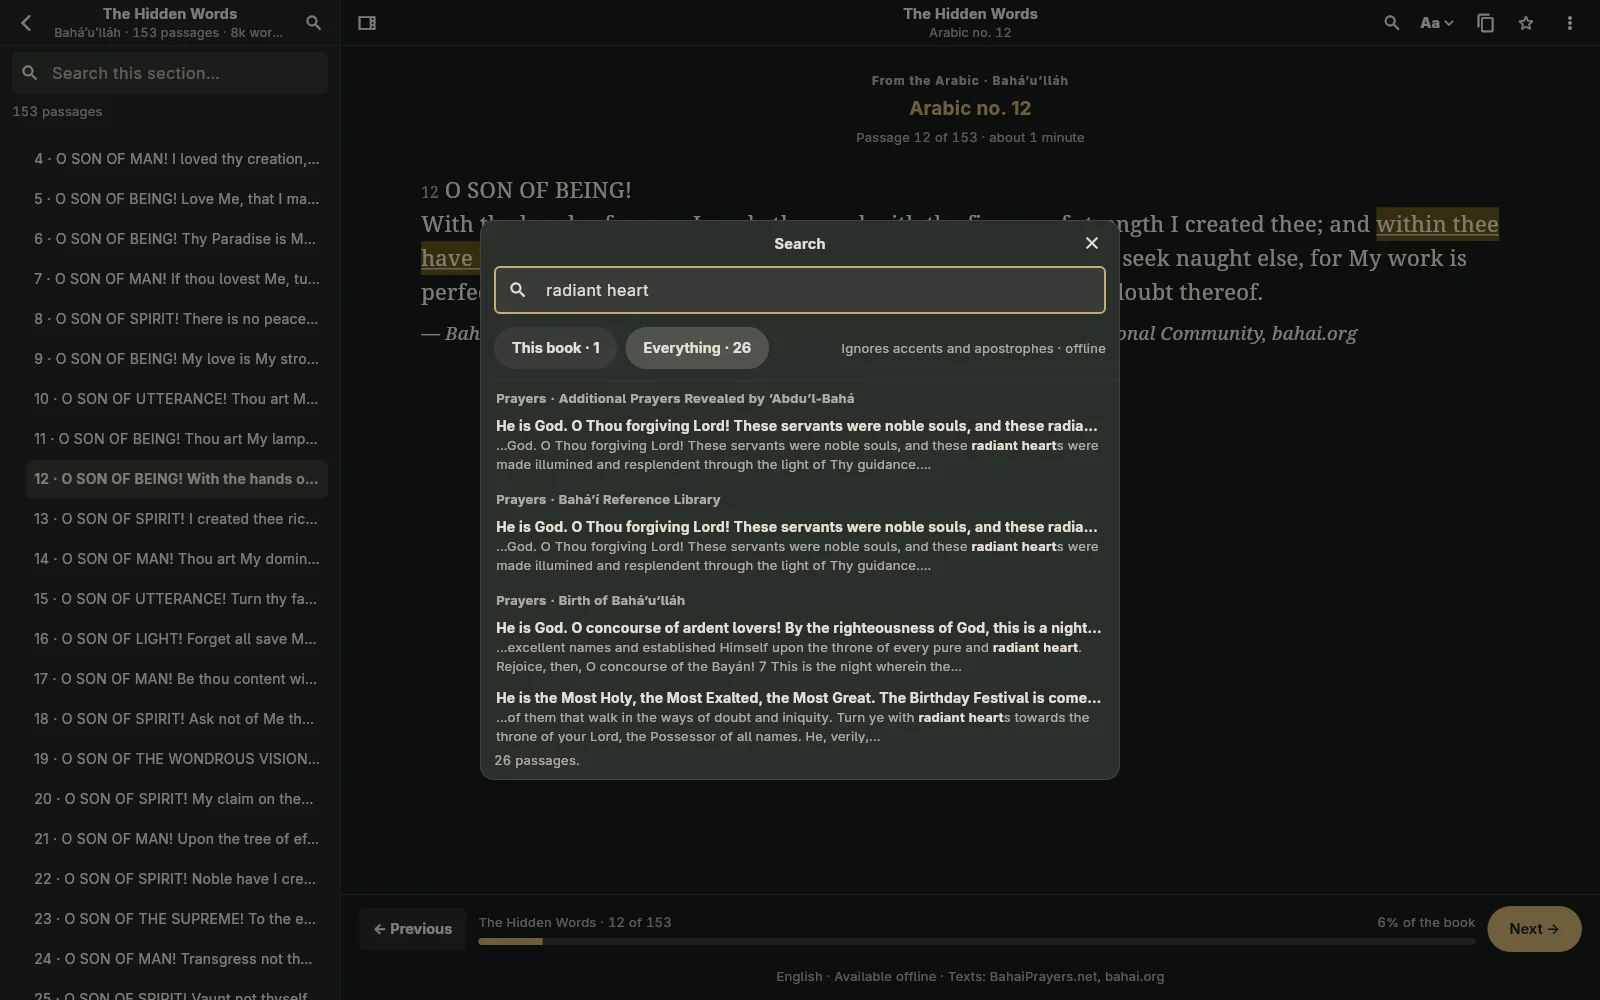 The Hidden Words
Bahá’u’lláh · 153 passages · 8k wor...
Search this section...
153 passages
4 · O SON OF MAN! I loved thy creation,...
5 · O SON OF BEING! Love Me, that I ma...
6 · O SON OF BEING! Thy Paradise is M...
7 · O SON OF MAN! If thou lovest Me, tu...
8 · O SON OF SPIRIT! There is no peace...
9 · O SON OF BEING! My love is My stro...
10 · O SON OF UTTERANCE! Thou art M...
11 · O SON OF BEING! Thou art My lamp...
12 · O SON OF BEING! With the hands o...
13 · O SON OF SPIRIT! I created thee ric...
14 · O SON OF MAN! Thou art My domin...
15 · O SON OF UTTERANCE! Turn thy fa...
16 · O SON OF LIGHT! Forget all save M...
17 · O SON OF MAN! Be thou content wi...
18 · O SON OF SPIRIT! Ask not of Me th...
19 · O SON OF THE WONDROUS VISION...
20 · O SON OF SPIRIT! My claim on the...
21 · O SON OF MAN! Upon the tree of ef...
22 · O SON OF SPIRIT! Noble have I cre...
23 · O SON OF THE SUPREME! To the e...
24 · O SON OF MAN! Transgress not th...
25 · O SON OF SPIRIT! Vaunt not thyself
The Hidden Words
Arabic no. 12
Aa
From the Arabic · Bahá’u’lláh
Arabic no. 12
Passage 12 of 153 · about 1 minute
12 O SON OF BEING!
With I created thee; and within thee
have seek naught else, for My work is
thereof.
— Community, bahai.org
Search
radiant heart
This book · 1
Everything · 26
Ignores accents and apostrophes · offline
Prayers · Additional Prayers Revealed by ‘Abdu’l-Bahá
He is God. O Thou forgiving Lord! These servants were noble souls, and these radia...
...God. O Thou forgiving Lord! These servants were noble souls, and these radiant hearts were
made illumined and resplendent through the light of Thy guidance....
Prayers · Bahá’í Reference Library
He is God. O Thou forgiving Lord! These servants were noble souls, and these radia...
...God. O Thou forgiving Lord! These servants were noble souls, and these radiant hearts were
made illumined and resplendent through the light of Thy guidance....
Prayers · Birth of Bahá’u’lláh
He is God. O concourse of ardent lovers! By the righteousness of God, this is a night...
...excellent names and established Himself upon the throne of every pure and radiant heart.
Rejoice, then, O concourse of the Bayán! 7 This is the night wherein the...
He is the Most Holy, the Most Exalted, the Most Great. The Birthday Festival is come...
...of them that walk in the ways of doubt and iniquity. Turn ye with radiant hearts towards the
throne of your Lord, the Possessor of all names. He, verily,...
26 passages.
← Previous
The Hidden Words · 12 of 153
6% of the book
Next →
English · Available offline · Texts: BahaiPrayers.net, bahai.org